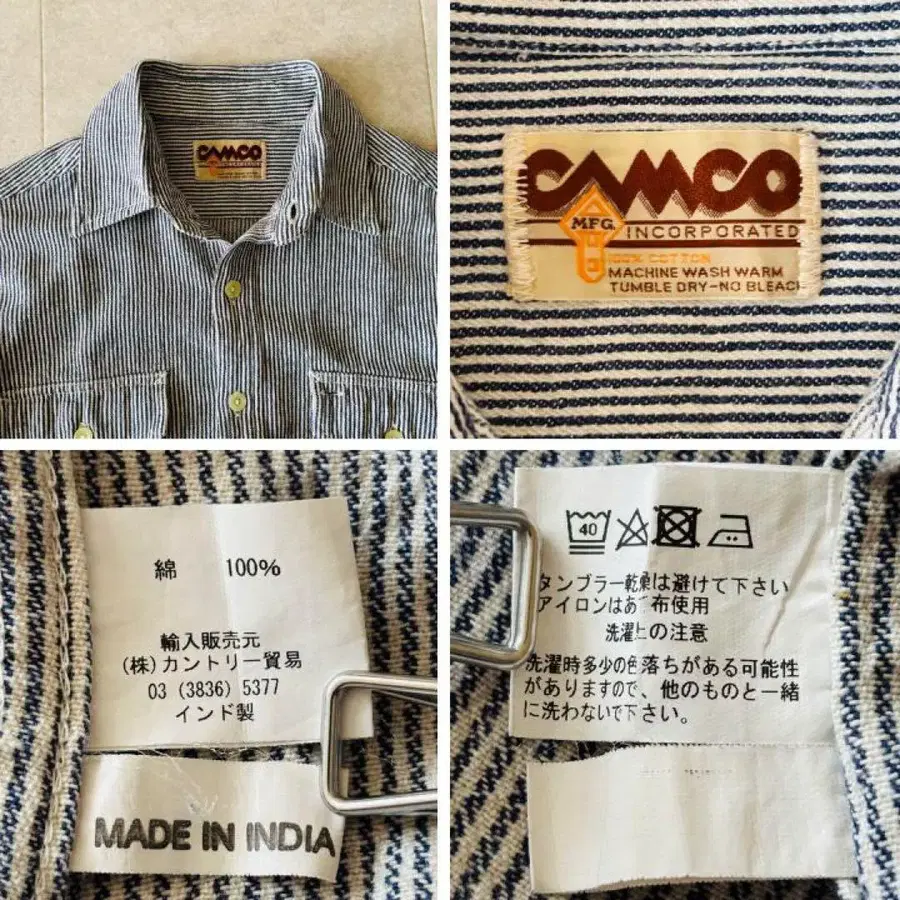 CAMCO
CAMCO
MFG.
INCORPORATED
100% COTTON
MACHINE WASH WARM
TUMBLE DRY-NO BLEACH
綿 100%
輸入販売元
(株)カントリー貿易
03 (3836) 5377
インド製
MADE IN INDIA
40
タンブラー乾燥は避けて下さい
アイロンはあて布使用
洗濯上の注意
洗濯時多少の色落ちがある可能性
がありますので、他のものと一緒
に洗わないで下さい。